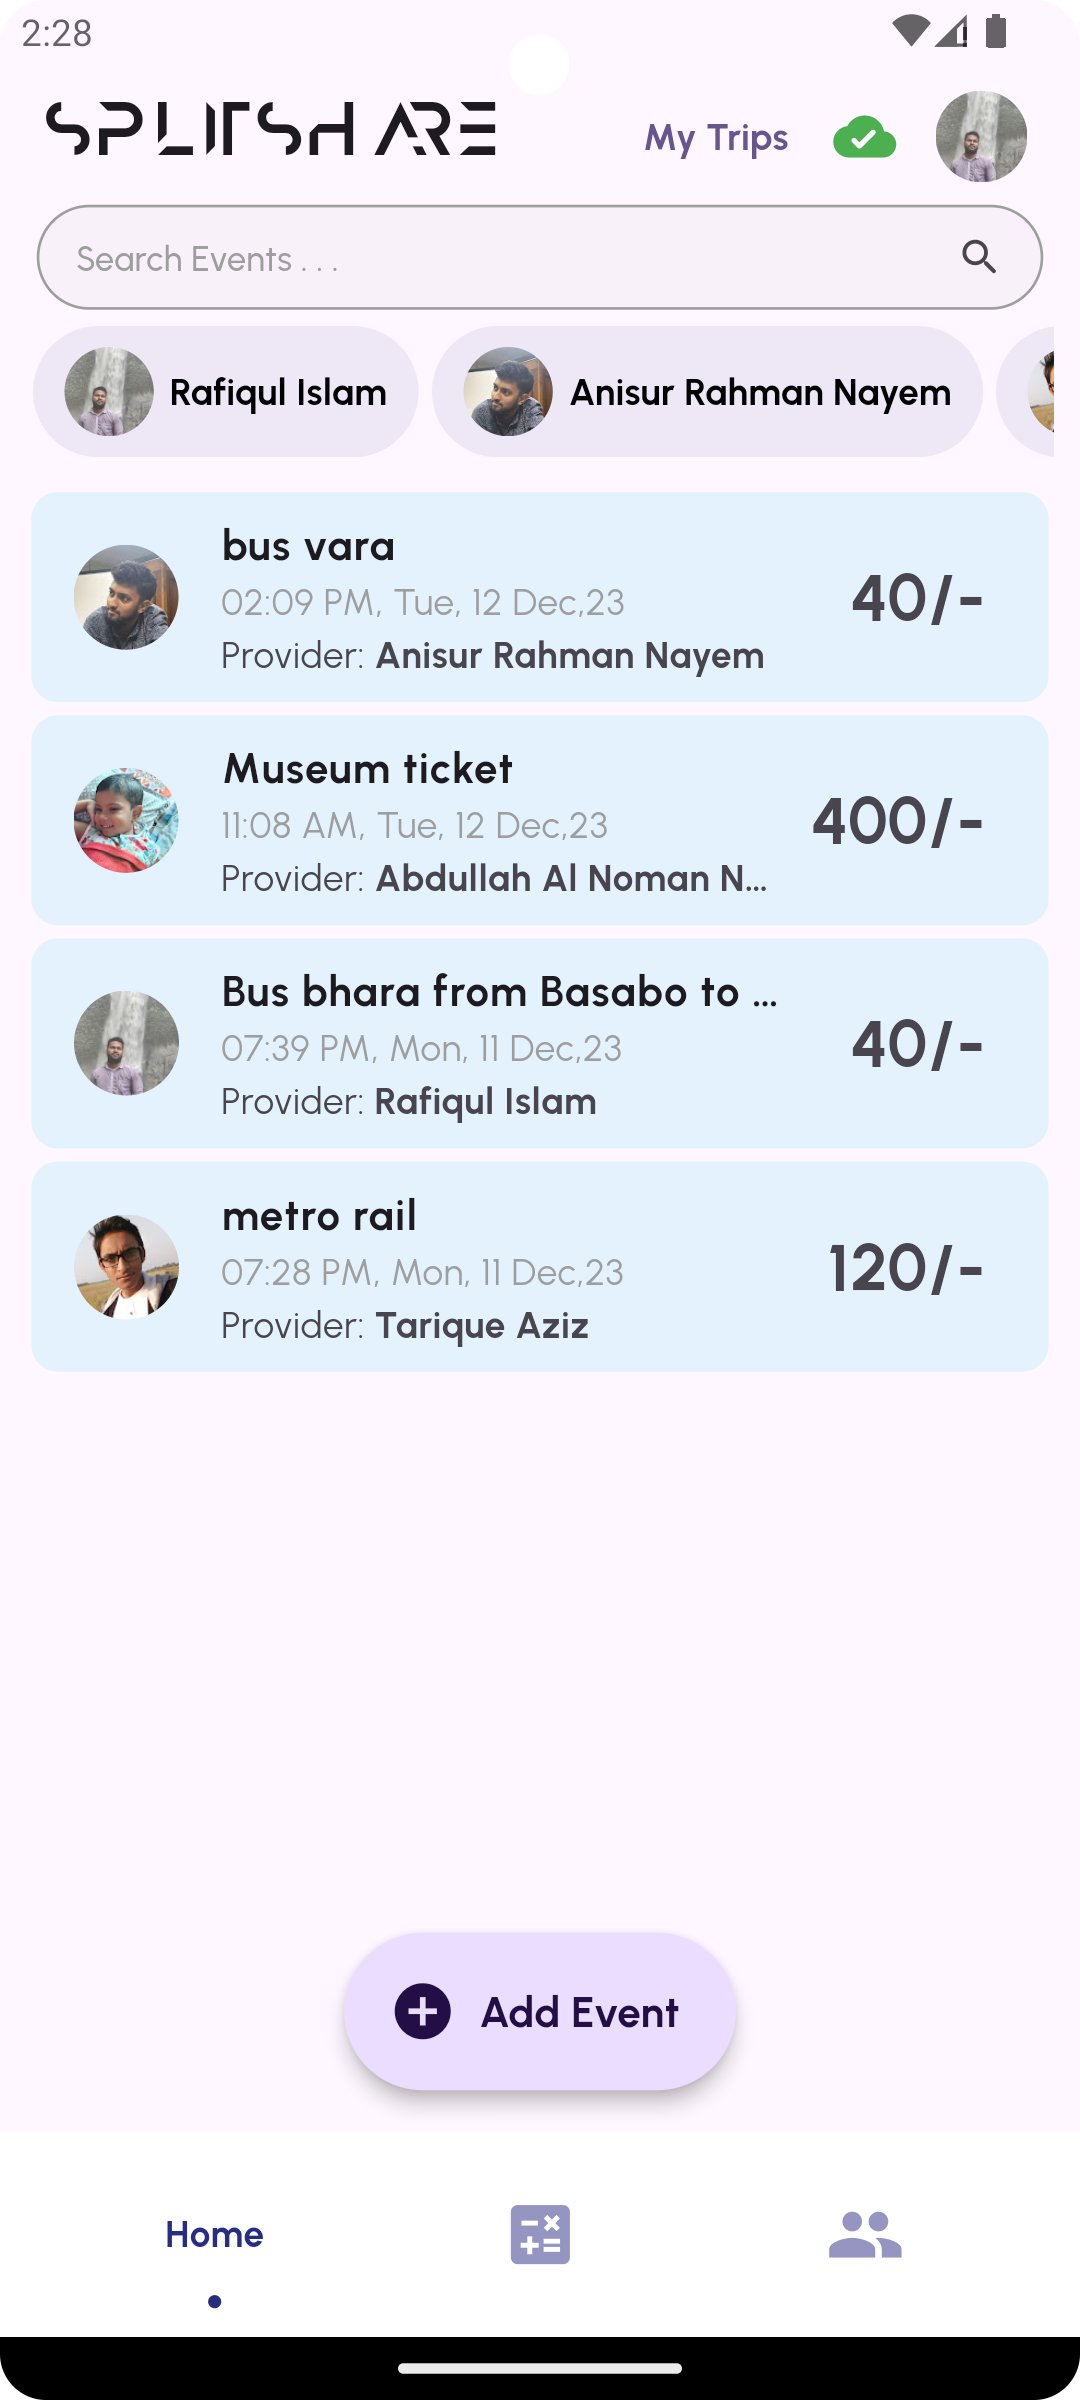 2:28
SPLITSHARE
My Trips
Search Events . . .
Rafiqul Islam
Anisur Rahman Nayem
bus vara
02:09 PM, Tue, 12 Dec,23
Provider: Anisur Rahman Nayem
40/-
Museum ticket
11:08 AM, Tue, 12 Dec,23
Provider: Abdullah Al Noman N...
400/-
Bus bhara from Basabo to ...
07:39 PM, Mon, 11 Dec,23
Provider: Rafiqul Islam
40/-
metro rail
07:28 PM, Mon, 11 Dec,23
Provider: Tarique Aziz
120/-
Add Event
Home